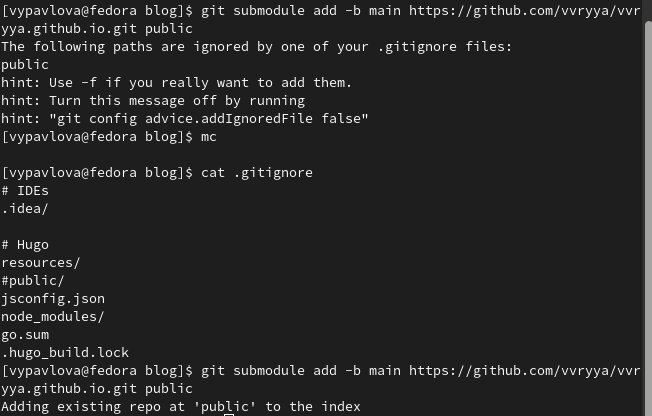 [vypavlova@fedora blog]$ git submodule add -b main https://github.com/vvryya/vvr
yya.github.io.git public
The following paths are ignored by one of your .gitignore files:
public
hint: Use -f if you really want to add them.
hint: Turn this message off by running
hint: "git config advice.addIgnoredFile false"
[vypavlova@fedora blog]$ mc
[vypavlova@fedora blog]$ cat .gitignore
# IDEs
.idea/
# Hugo
resources/
#public/
jsconfig.json
node_modules/
go.sum
.hugo_build.lock
[vypavlova@fedora blog]$ git submodule add -b main https://github.com/vvryya/vvr
yya.github.io.git public
Adding existing repo at 'public' to the index